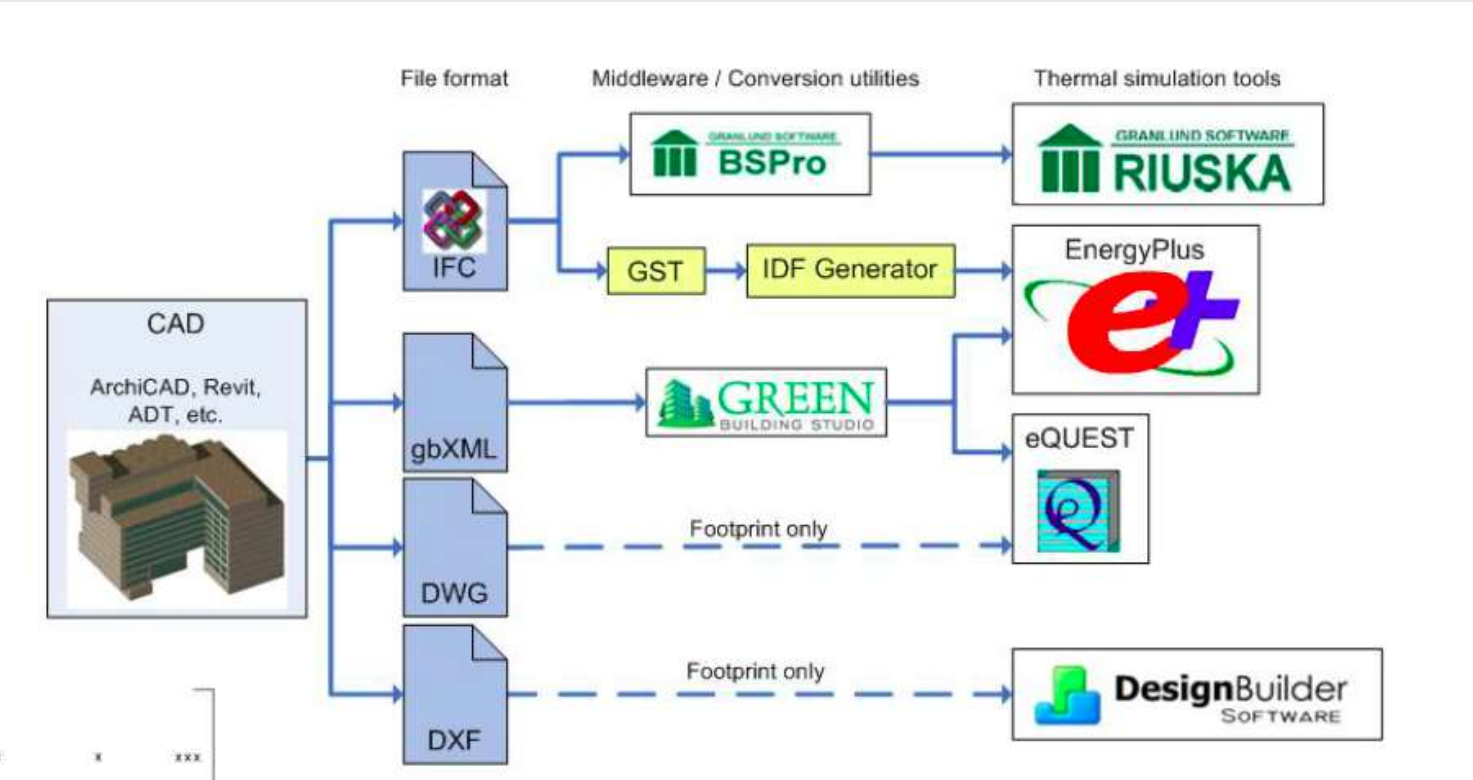 File format
Middleware / Conversion utilities
Thermal simulation tools
GRANLUND SOFTWARE
BSPro
GRANLUND SOFTWARE
RIUSKA
IFC
GST
IDF Generator
EnergyPlus
e+
CAD
ArchiCAD, Revit,
ADT, etc.
gbXML
GREEN
BUILDING STUDIO
eQUEST
Q
DWG
Footprint only
DXF
Footprint only
DesignBuilder
SOFTWARE
x xxx